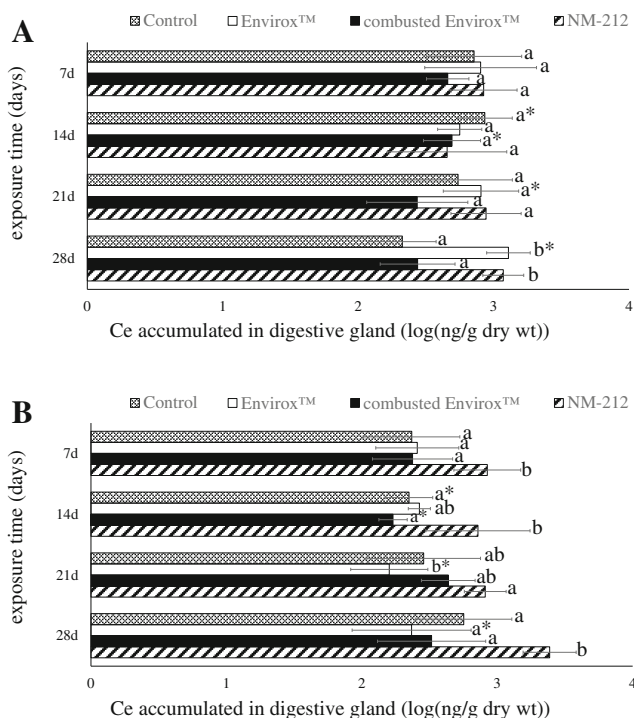 A
Control Envirox™ combusted Envirox™ NM-212
exposure time (days)
7d
a
a
a
a
14d
a*
a
a*
a
21d
a
a*
a
a
28d
a
b*
a
b
0 1 2 3 4
Ce accumulated in digestive gland (log(ng/g dry wt))
B
Control Envirox™ combusted Envirox™ NM-212
exposure time (days)
7d
a
a
a
b
14d
a*
ab
a*
b
21d
ab
b*
ab
a
28d
a
a*
a
b
0 1 2 3 4
Ce accumulated in digestive gland (log(ng/g dry wt))